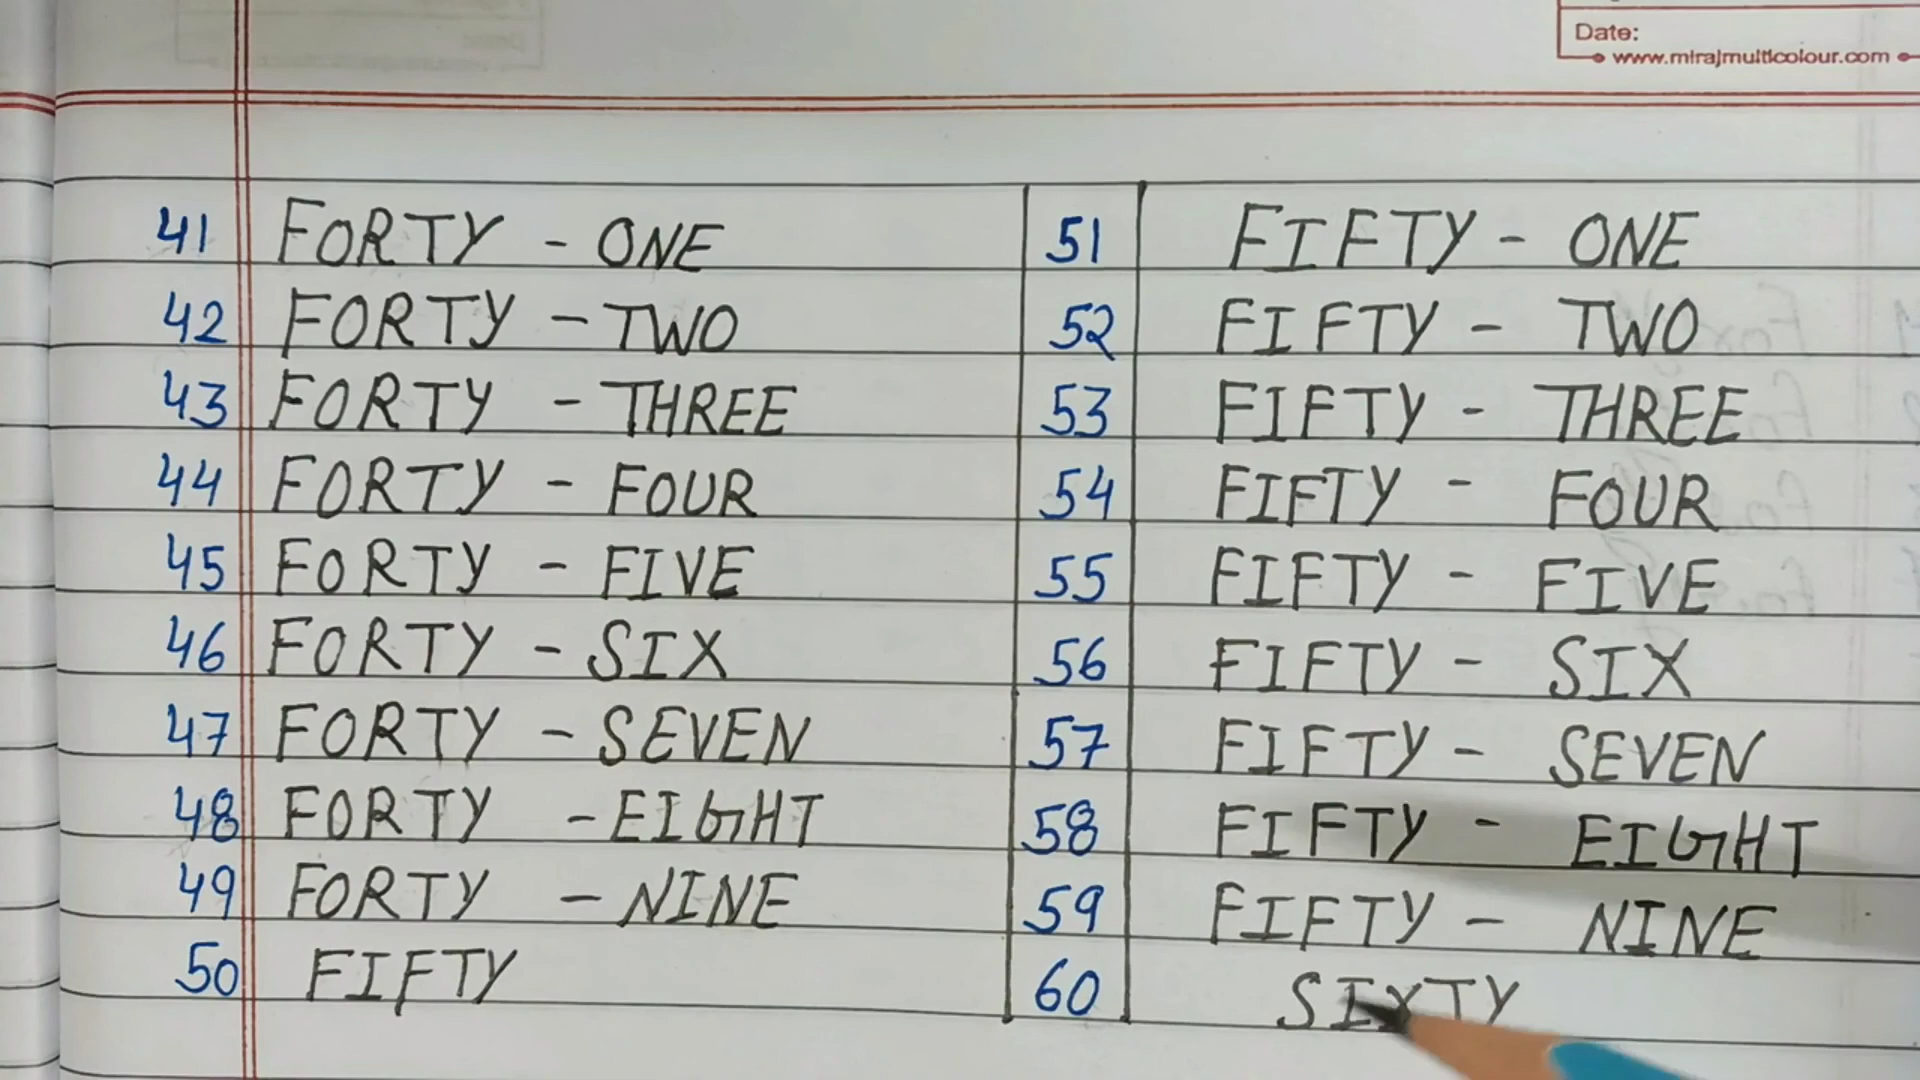 Date:
www.mirajmulticolour.com
41 FORTY - ONE
42 FORTY - TWO
43 FORTY - THREE
44 FORTY - FOUR
45 FORTY - FIVE
46 FORTY - SIX
47 FORTY - SEVEN
48 FORTY - EIGHT
49 FORTY - NINE
50 FIFTY
51 FIFTY - ONE
52 FIFTY - TWO
53 FIFTY - THREE
54 FIFTY - FOUR
55 FIFTY - FIVE
56 FIFTY - SIX
57 FIFTY - SEVEN
58 FIFTY - EIGHT
59 FIFTY - NINE
60 SIXTY